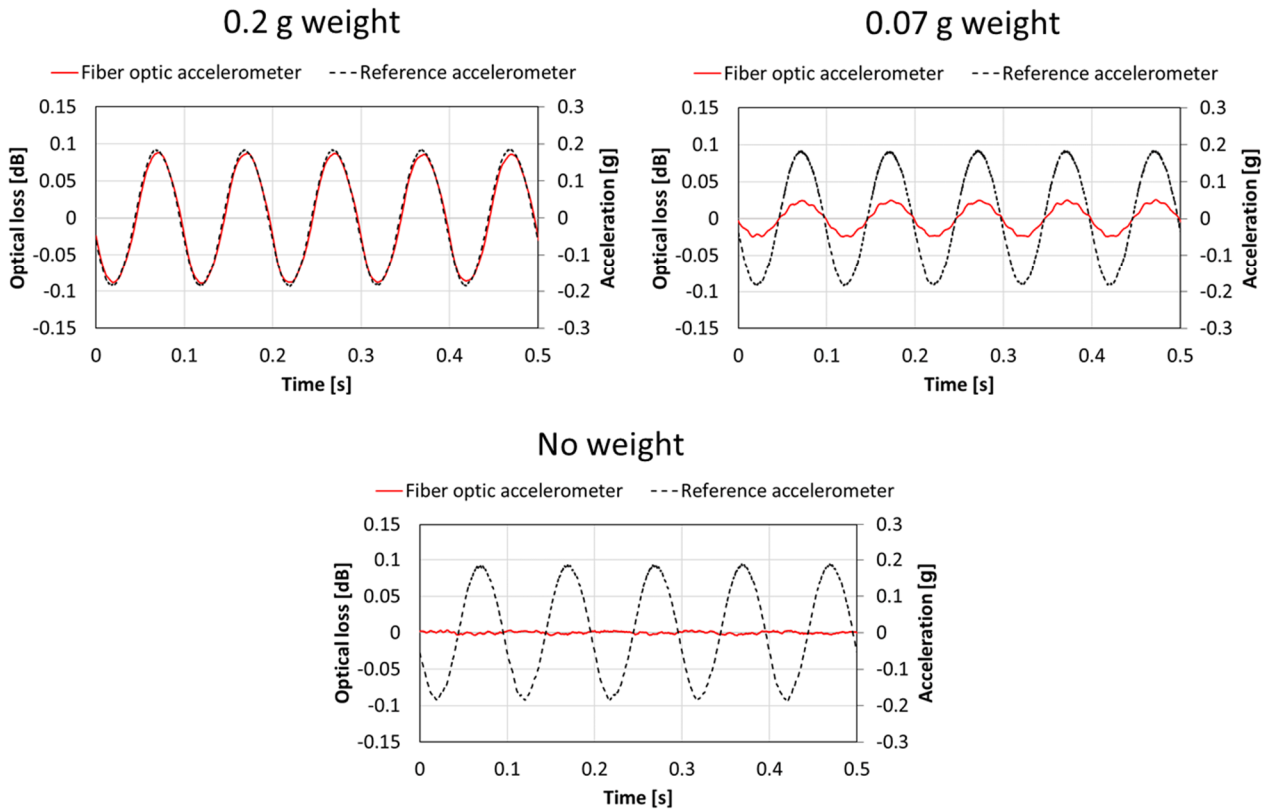 0.2 g weight
Fiber optic accelerometer Reference accelerometer
0.15 0.3
0.1 0.2
0.05 0.1
0 0
-0.05 -0.1
-0.1 -0.2
-0.15 -0.3
Optical loss [dB]
Acceleration [g]
0 0.1 0.2 0.3 0.4 0.5
Time [s]
0.07 g weight
Fiber optic accelerometer Reference accelerometer
0.15 0.3
0.1 0.2
0.05 0.1
0 0
-0.05 -0.1
-0.1 -0.2
-0.15 -0.3
Optical loss [dB]
Acceleration [g]
0 0.1 0.2 0.3 0.4 0.5
Time [s]
No weight
Fiber optic accelerometer Reference accelerometer
0.15 0.3
0.1 0.2
0.05 0.1
0 0
-0.05 -0.1
-0.1 -0.2
-0.15 -0.3
Optical loss [dB]
Acceleration [g]
0 0.1 0.2 0.3 0.4 0.5
Time [s]